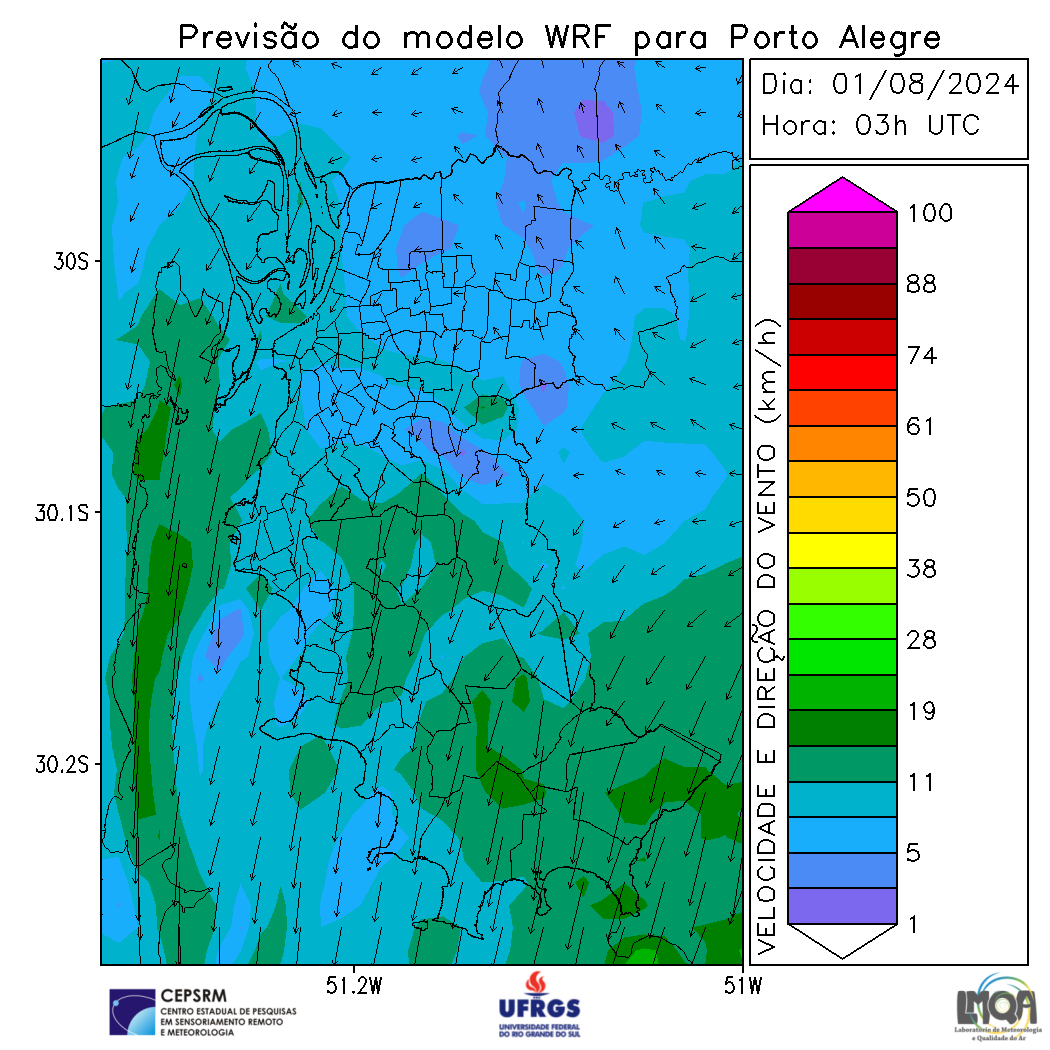 Previsão do modelo WRF para Porto Alegre
Dia: 01/08/2024
Hora: 03h UTC
30S
30.1S
30.2S
51.2W
51W
VELOCIDADE E DIREÇÃO DO VENTO (km/h)
100
88
74
61
50
38
28
19
11
5
1
CEPSRM
CENTRO ESTADUAL DE PESQUISAS
EM SENSORIAMENTO REMOTO
E METEOROLOGIA
UFRGS
UNIVERSIDADE FEDERAL
DO RIO GRANDE DO SUL
LMQA
Laboratório de Meteorologia
e Qualidade do Ar